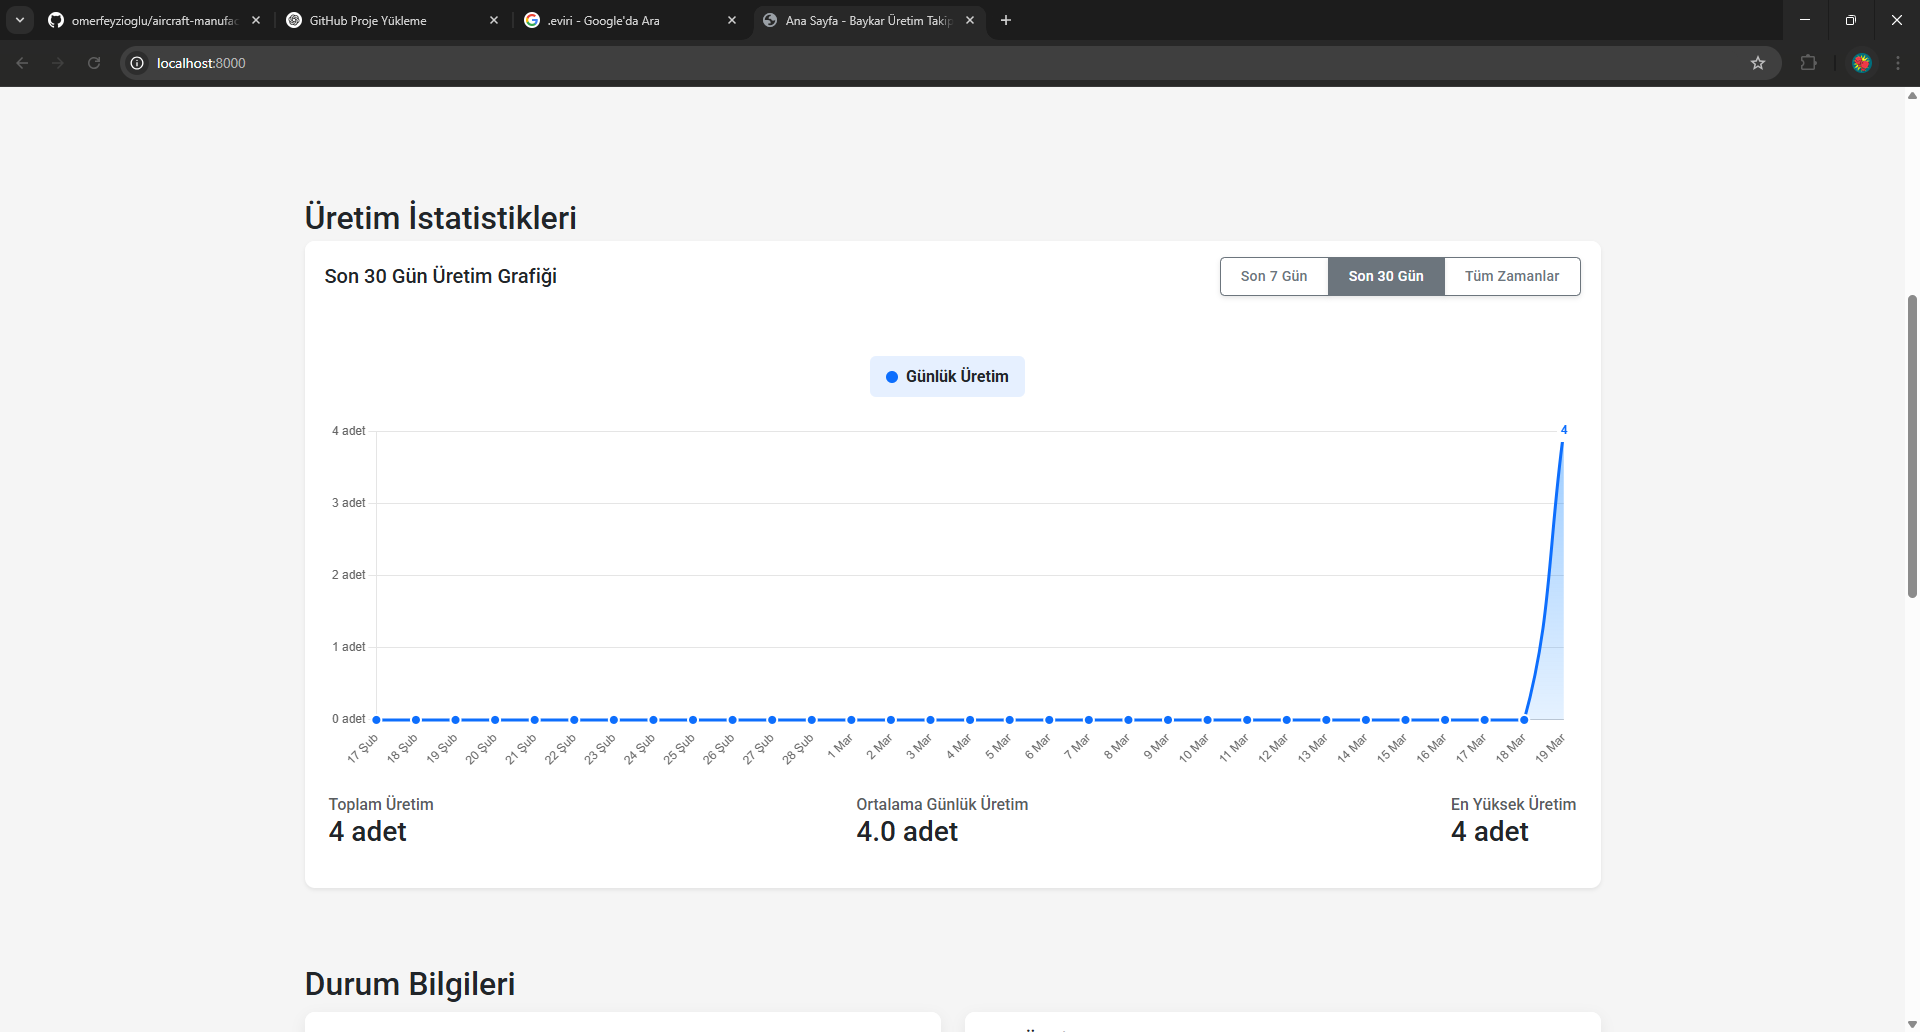 omerfeyzioglu/aircraft-manufac
GitHub Proje Yükleme
.eviri - Google'da Ara
Ana Sayfa - Baykar Üretim Takip
localhost:8000
Üretim İstatistikleri
Son 30 Gün Üretim Grafiği
Son 7 Gün
Son 30 Gün
Tüm Zamanlar
Günlük Üretim
4 adet
4
3 adet
2 adet
1 adet
0 adet
17 Şub
18 Şub
19 Şub
20 Şub
21 Şub
22 Şub
23 Şub
24 Şub
25 Şub
26 Şub
27 Şub
28 Şub
1 Mar
2 Mar
3 Mar
4 Mar
5 Mar
6 Mar
7 Mar
8 Mar
9 Mar
10 Mar
11 Mar
12 Mar
13 Mar
14 Mar
15 Mar
16 Mar
17 Mar
18 Mar
19 Mar
Toplam Üretim
4 adet
Ortalama Günlük Üretim
4.0 adet
En Yüksek Üretim
4 adet
Durum Bilgileri